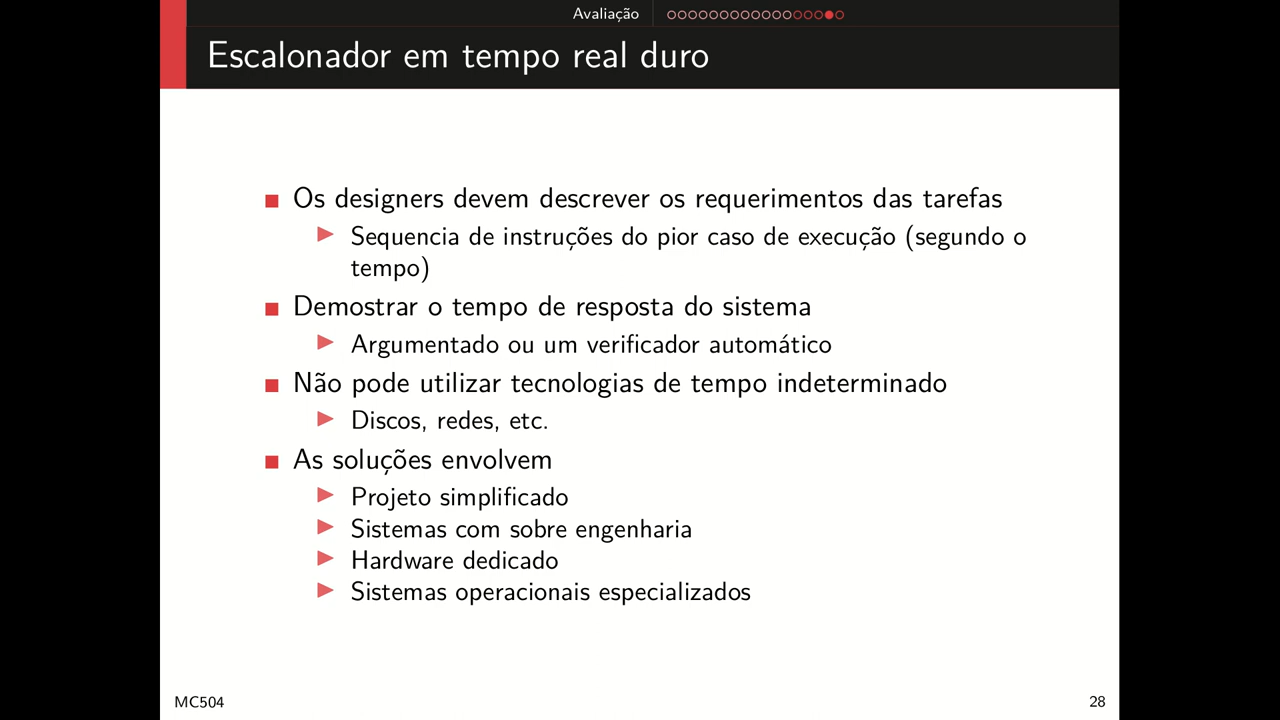 Avaliação
Escalonador em tempo real duro
Os designers devem descrever os requerimentos das tarefas
Sequencia de instruções do pior caso de execução (segundo o
tempo)
Demostrar o tempo de resposta do sistema
Argumentado ou um verificador automático
Não pode utilizar tecnologias de tempo indeterminado
Discos, redes, etc.
As soluções envolvem
Projeto simplificado
Sistemas com sobre engenharia
Hardware dedicado
Sistemas operacionais especializados
MC504
28